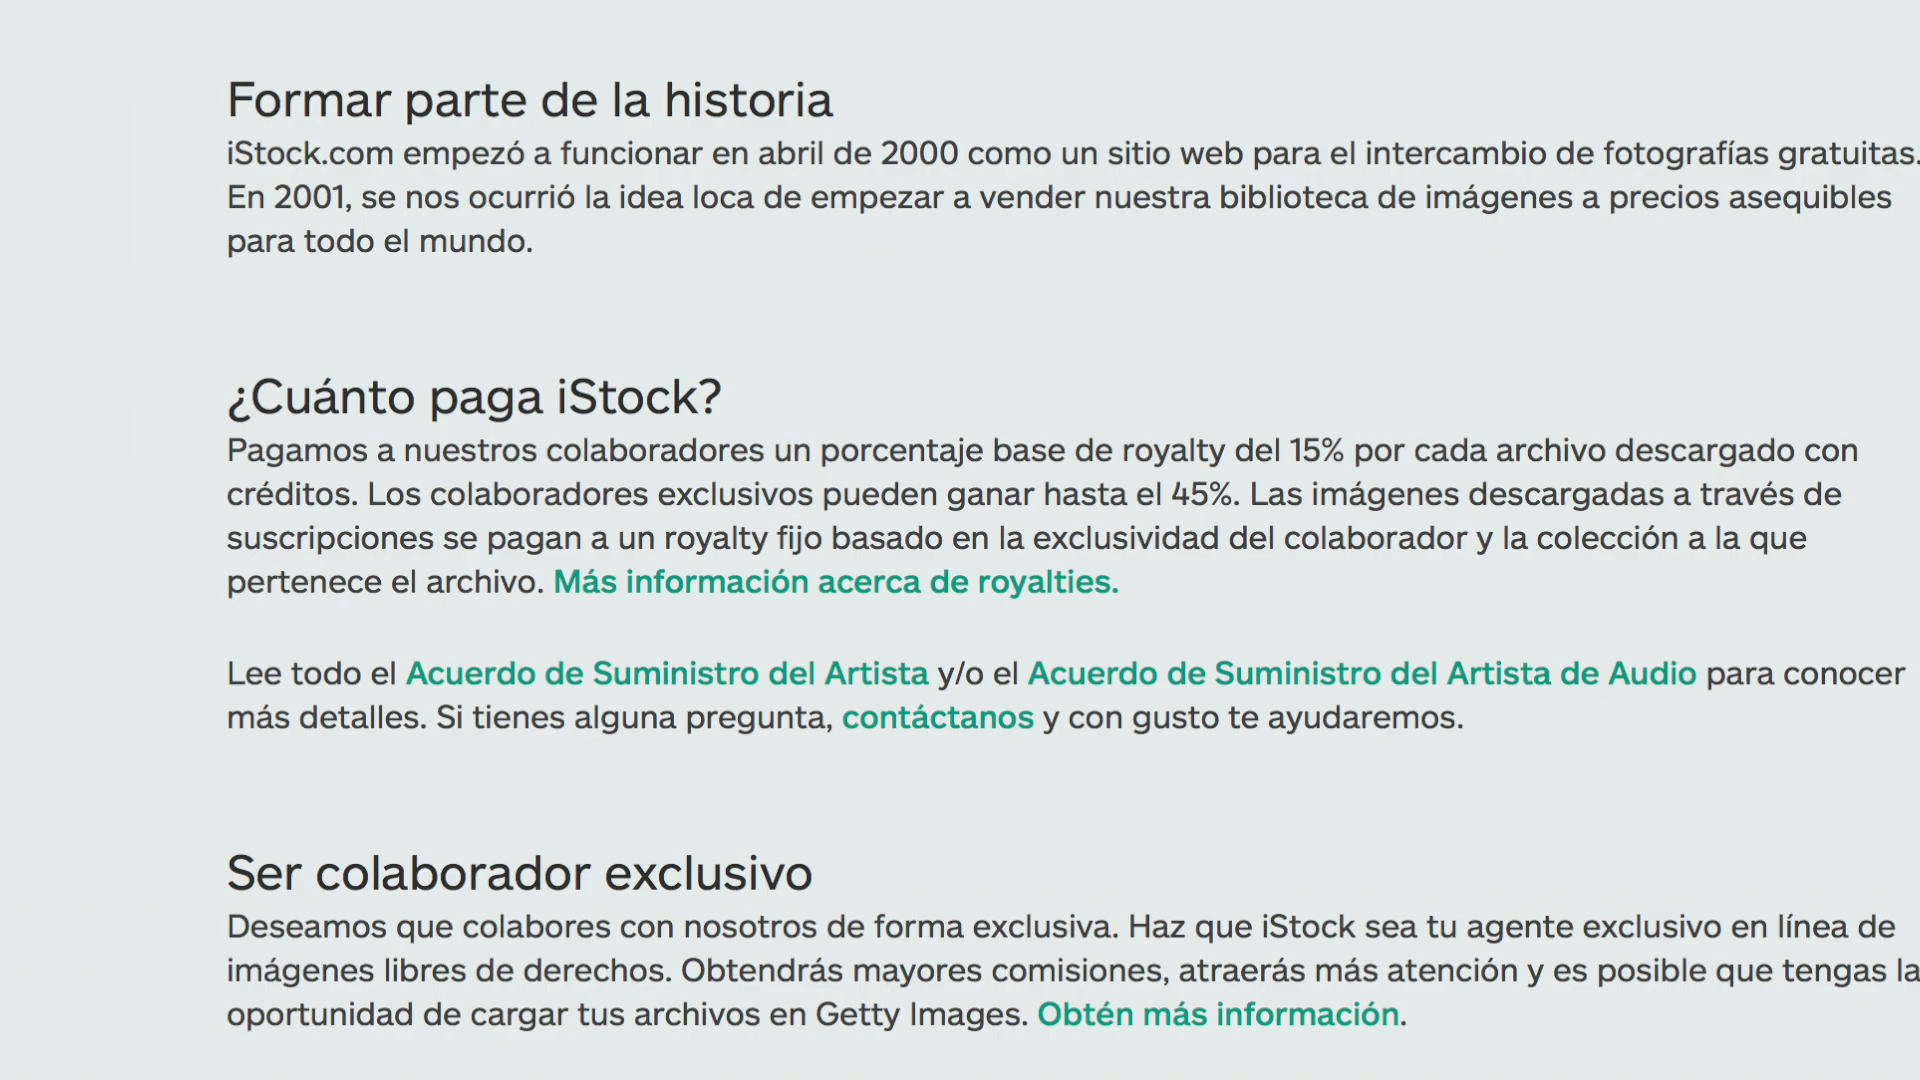 Formar parte de la historia
iStock.com empezó a funcionar en abril de 2000 como un sitio web para el intercambio de fotografías gratuitas.
En 2001, se nos ocurrió la idea loca de empezar a vender nuestra biblioteca de imágenes a precios asequibles
para todo el mundo.
¿Cuánto paga iStock?
Pagamos a nuestros colaboradores un porcentaje base de royalty del 15% por cada archivo descargado con
créditos. Los colaboradores exclusivos pueden ganar hasta el 45%. Las imágenes descargadas a través de
suscripciones se pagan a un royalty fijo basado en la exclusividad del colaborador y la colección a la que
pertenece el archivo. Más información acerca de royalties.
Lee todo el Acuerdo de Suministro del Artista y/o el Acuerdo de Suministro del Artista de Audio para conocer
más detalles. Si tienes alguna pregunta, contáctanos y con gusto te ayudaremos.
Ser colaborador exclusivo
Deseamos que colabores con nosotros de forma exclusiva. Haz que iStock sea tu agente exclusivo en línea de
imágenes libres de derechos. Obtendrás mayores comisiones, atraerás más atención y es posible que tengas la
oportunidad de cargar tus archivos en Getty Images. Obtén más información.